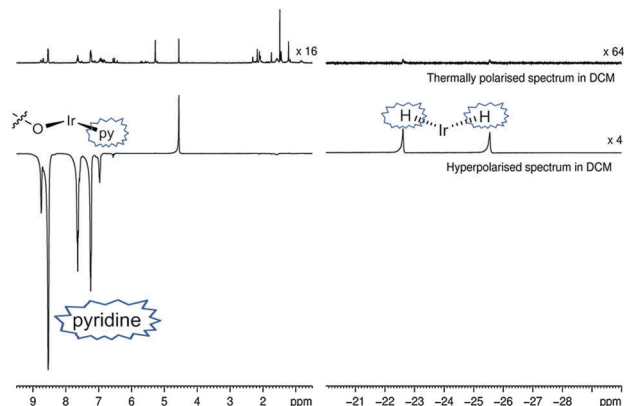 x 16
x 64
Thermally polarised spectrum in DCM
O Ir py
H Ir H
x 4
Hyperpolarised spectrum in DCM
pyridine
9 8 7 6 5 4 3 2 ppm
−21 −22 −23 −24 −25 −26 −27 −28 ppm